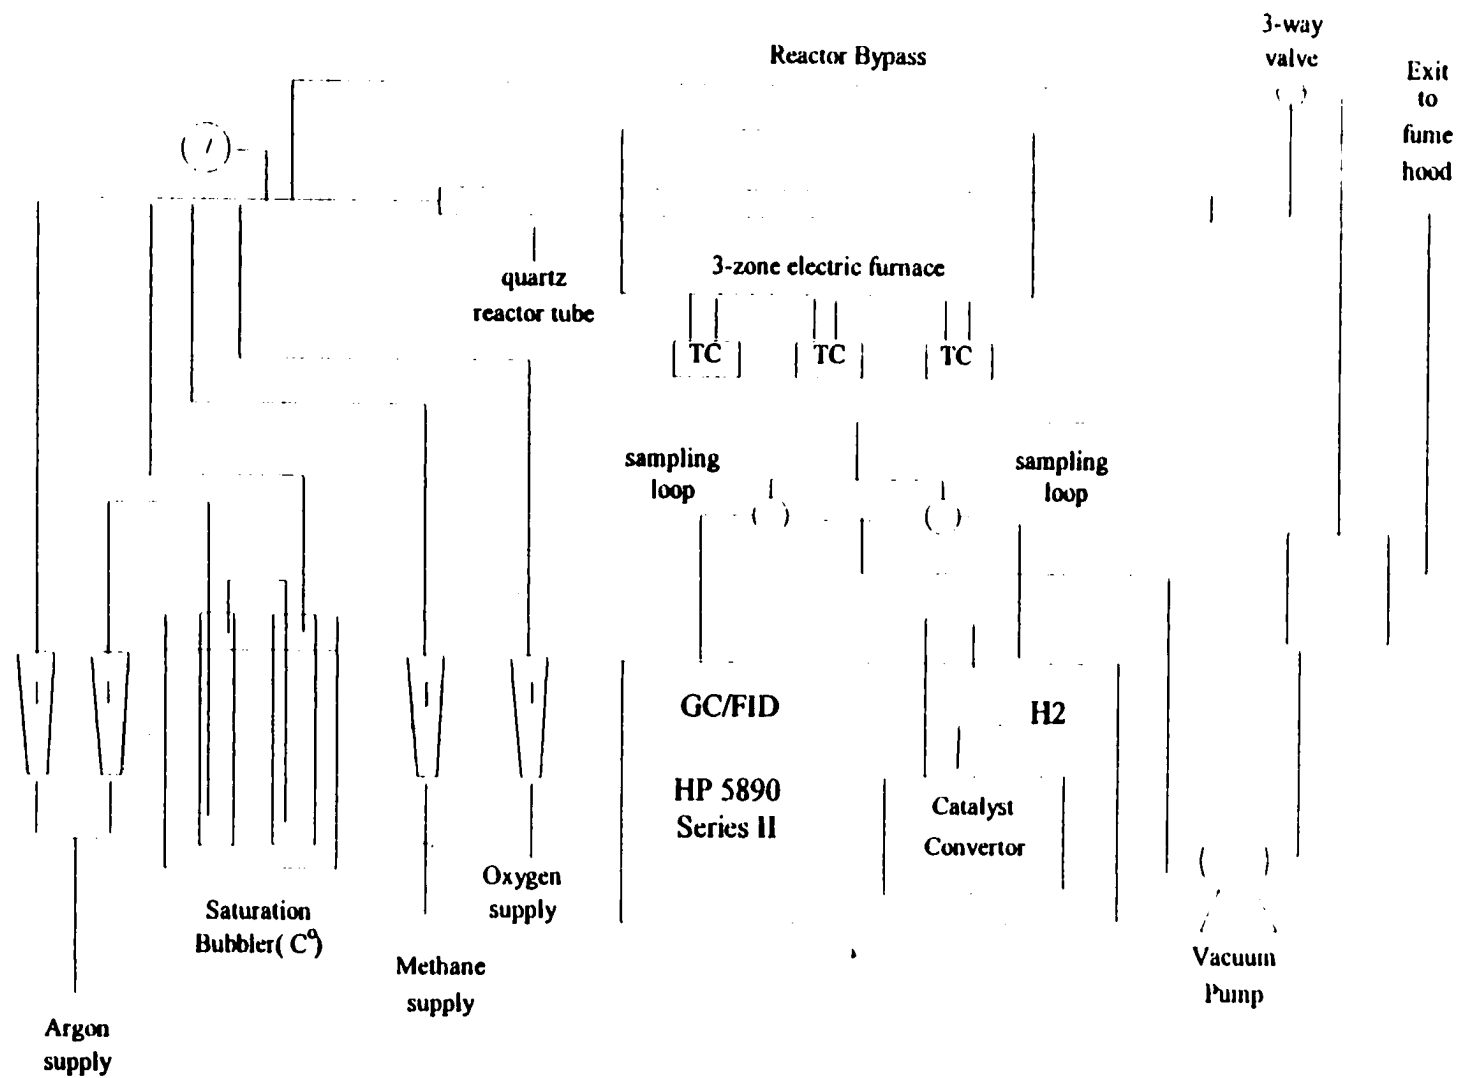 3-way
valve
Reactor Bypass
Exit
to
fume
hood
3-zone electric furnace
quartz
reactor tube
TC
TC
TC
sampling
loop
sampling
loop
GC/FID
H2
HP 5890
Series II
Catalyst
Convertor
Oxygen
supply
Saturation
Bubbler( C°)
Methane
supply
Vacuum
Pump
Argon
supply